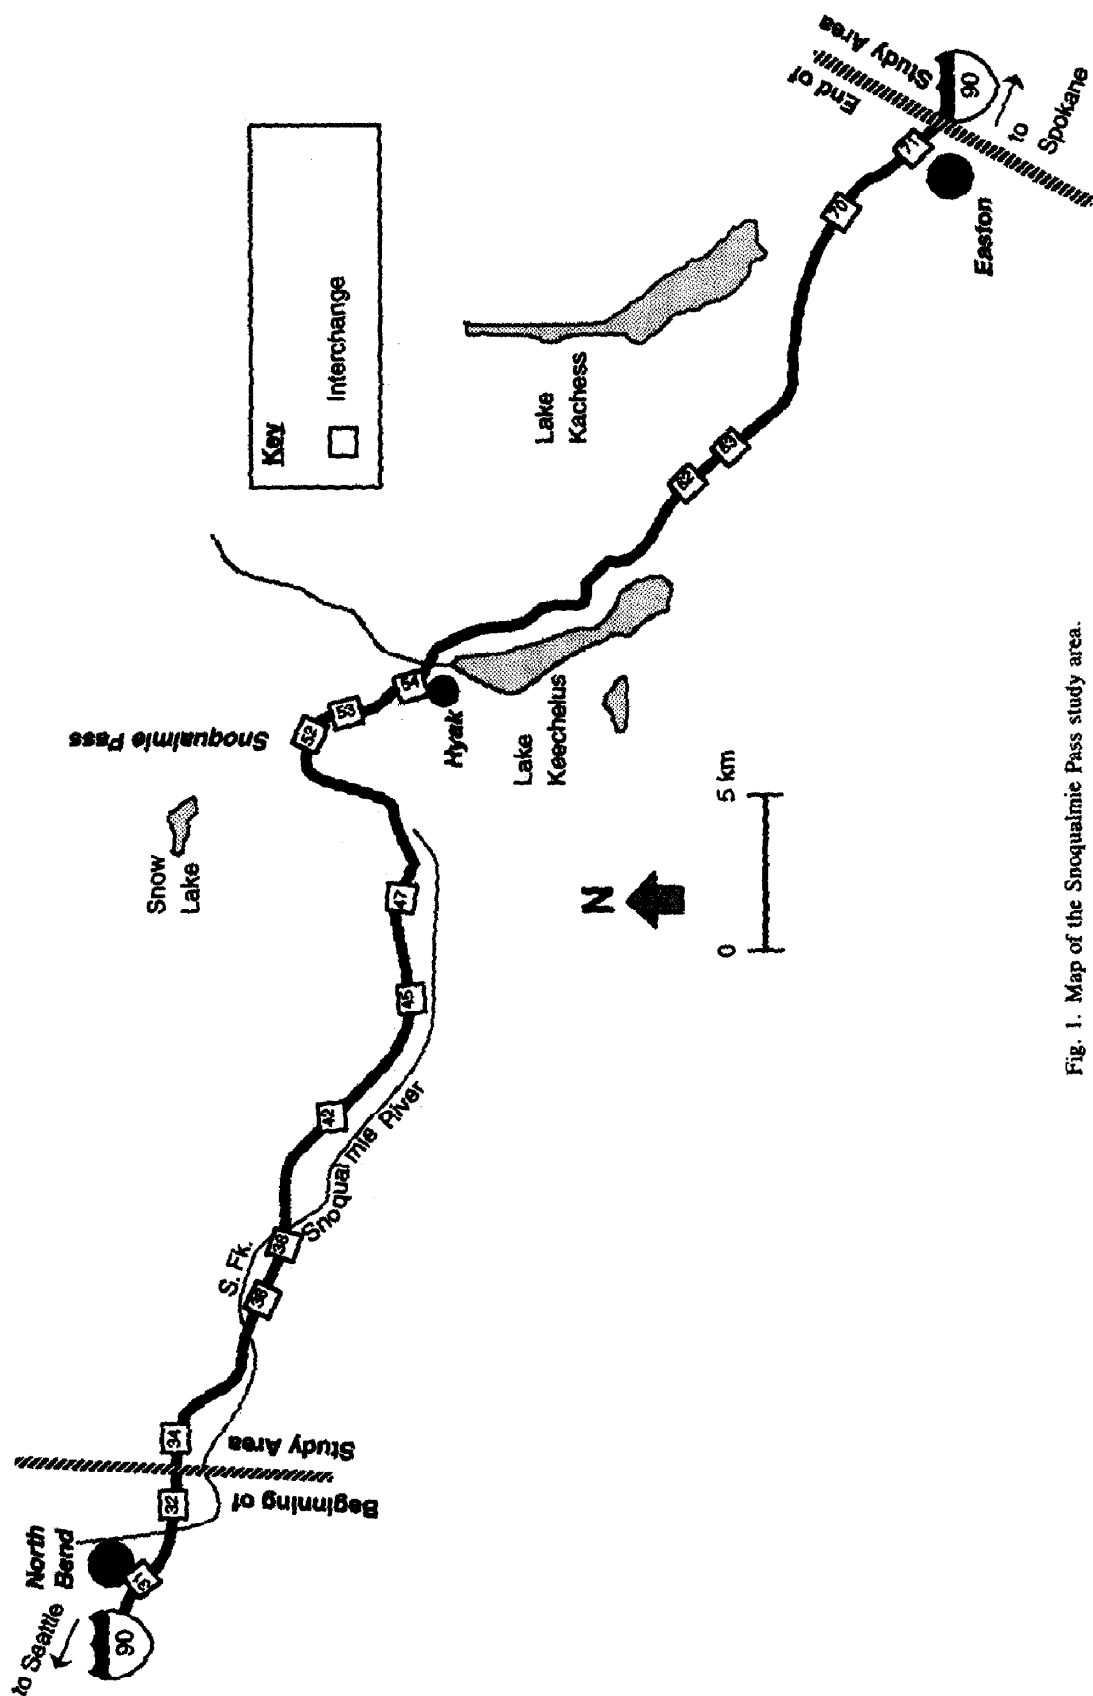 to Seattle
90
North
Bend
31
32
Beginning of
Study Area
34
38
38
S. Fk.
Snoqualmie River
42
45
47
Snow
Lake
Snoqualmie Pass
52
53
54
Hyak
Lake
Keechelus
N
0
5 km
Key
Interchange
Lake
Kachess
62
63
70
71
Easton
End of
Study Area
90
to
Spokane
Fig. 1. Map of the Snoqualmie Pass study area.